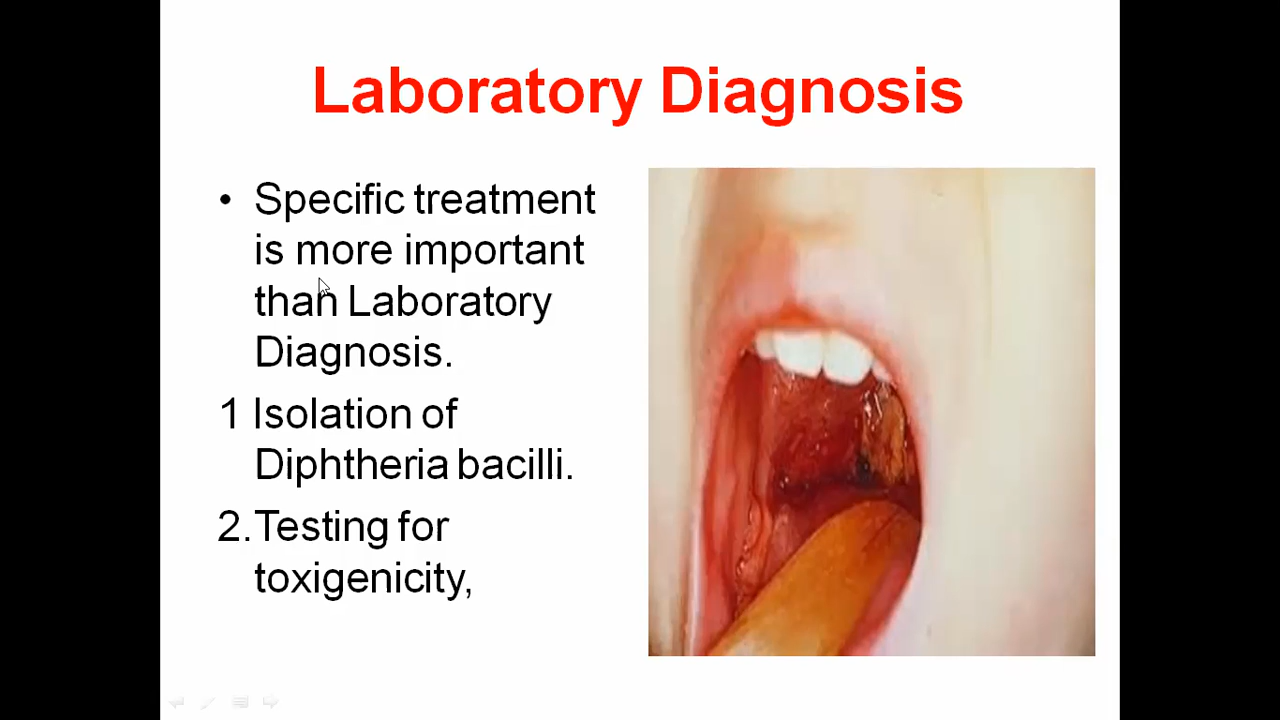 Laboratory Diagnosis
• Specific treatment
is more important
than Laboratory
Diagnosis.
1 Isolation of
Diphtheria bacilli.
2. Testing for
toxigenicity,